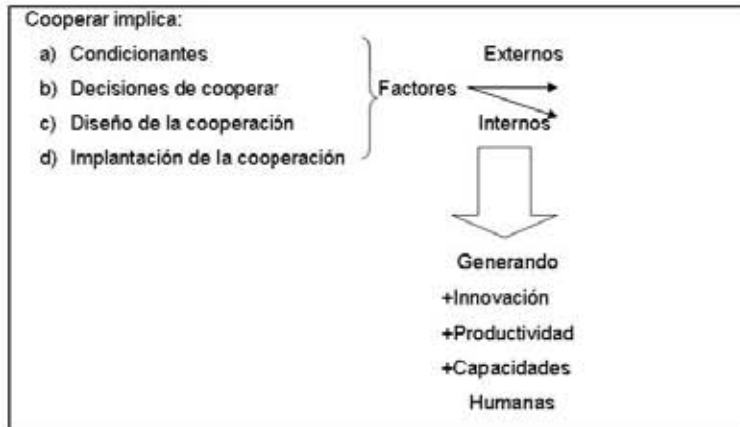 Cooperar implica:
a) Condicionantes
b) Decisiones de cooperar
c) Diseño de la cooperación
d) Implantación de la cooperación
Factores
Externos
Internos
Generando
+Innovación
+Productividad
+Capacidades
Humanas